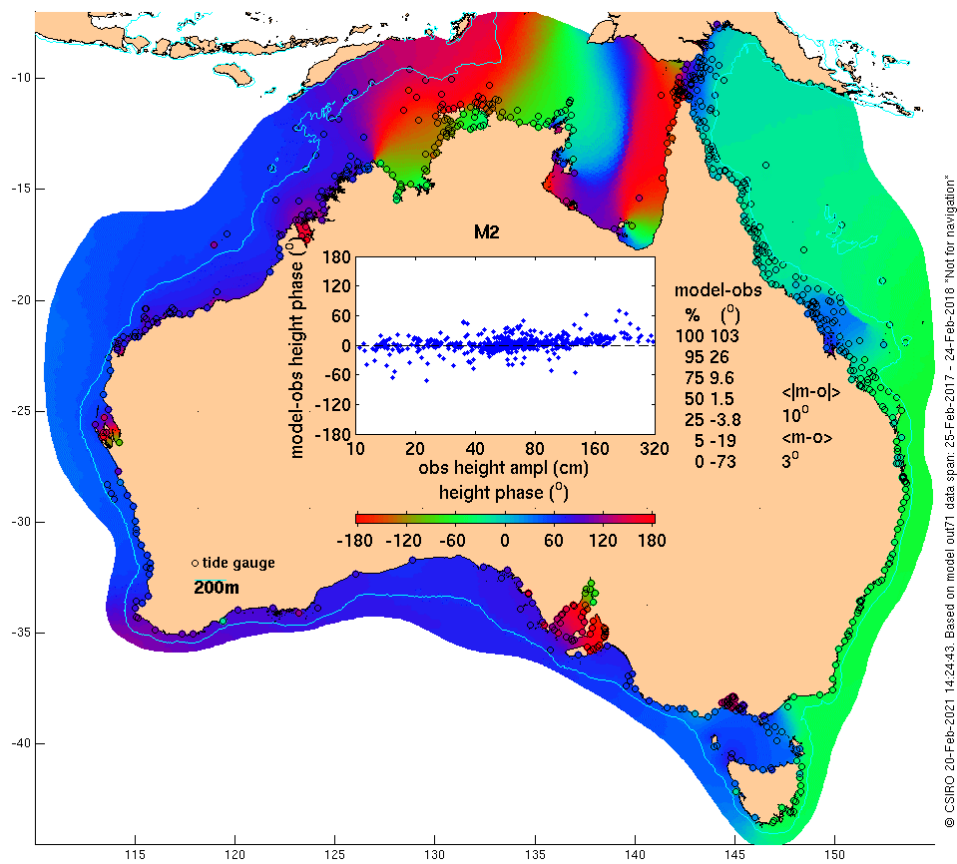 -10
-15
-20
-25
-30
-35
-40
M2
model-obs height phase (o)
180
120
60
0
-60
-120
-180
10 20 40 80 160 320
obs height ampl (cm)
height phase (o)
-180 -120 -60 0 60 120 180
model-obs
% (o)
100 103
95 26
75 9.6
50 1.5
25 -3.8
5 -19
0 -73
<|m-o|>
10o
<m-o>
3o
tide gauge
200m
115 120 125 130 135 140 145 150
© CSIRO 20-Feb-2021 14:24:43. Based on model out71 data span: 25-Feb-2017 - 24-Feb-2018 *Not for navigation*